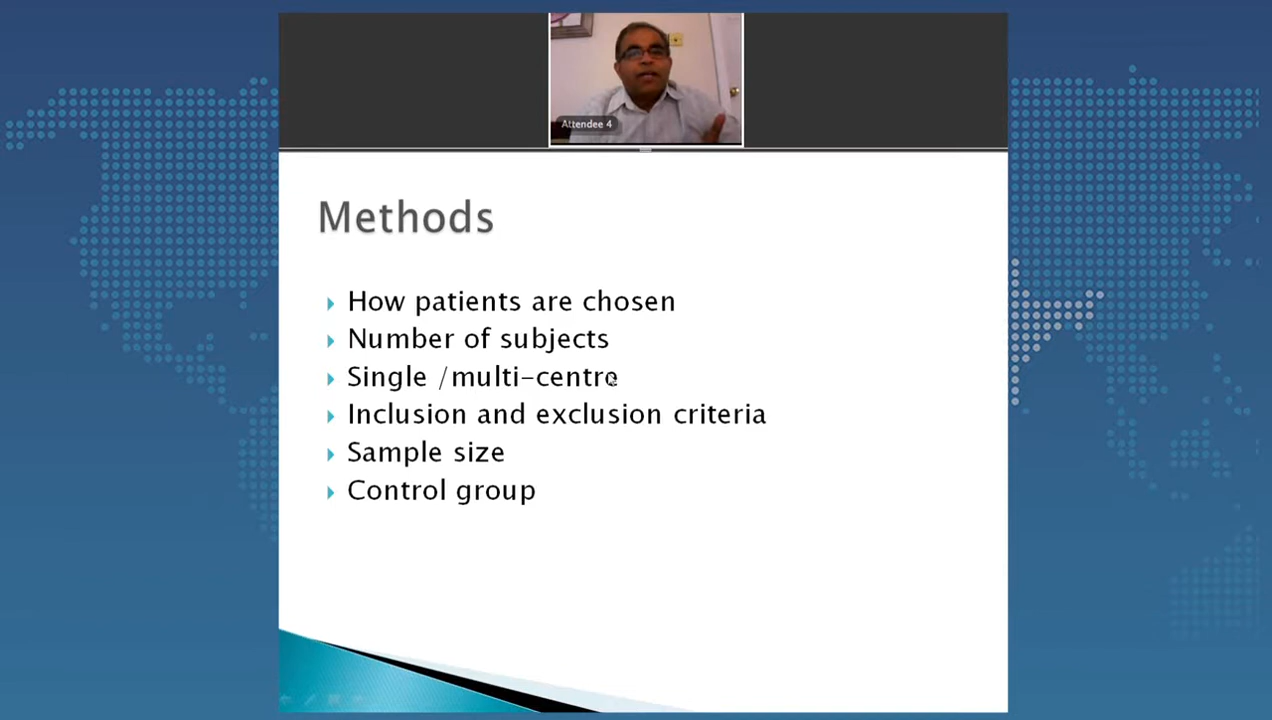 Attendee 4
Methods
How patients are chosen
Number of subjects
Single /multi-centre
Inclusion and exclusion criteria
Sample size
Control group